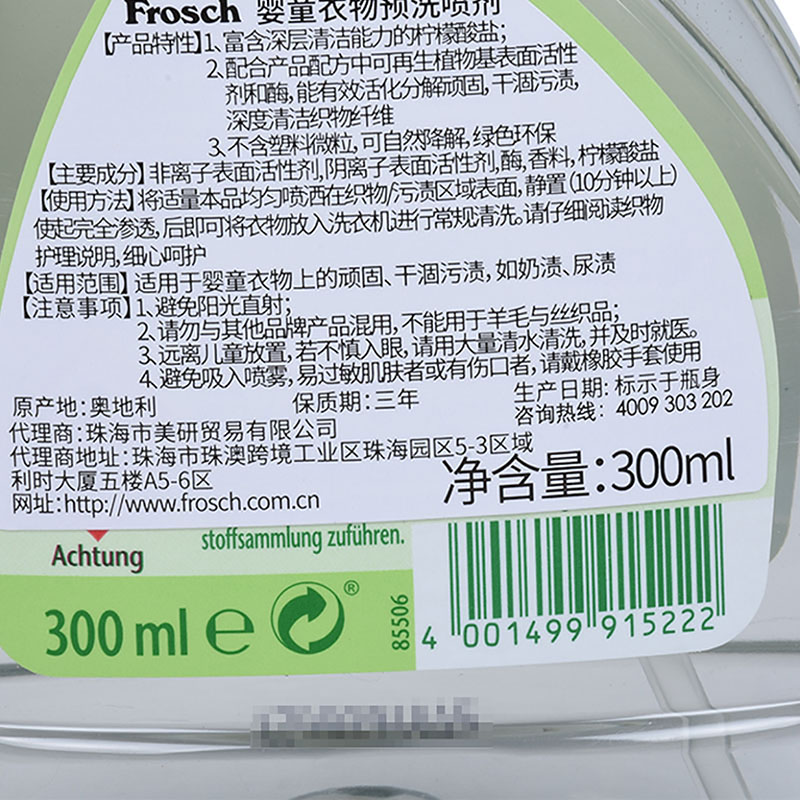 Frosch 婴童衣物预洗喷剂
【产品特性】1、富含深层清洁能力的柠檬酸盐;
2、配合产品配方中可再生植物基表面活性
剂和酶, 能有效活化分解顽固, 干涸污渍,
深度清洁织物纤维
3、不含塑料微粒, 可自然降解, 绿色环保
【主要成分】非离子表面活性剂, 阴离子表面活性剂, 酶, 香料, 柠檬酸盐
【使用方法】将适量本品均匀喷洒在织物/污渍区域表面, 静置(10分钟以上)
使起完全渗透, 后即可将衣物放入洗衣机进行常规清洗, 请仔细阅读织物
护理说明, 细心呵护
【适用范围】适用于婴童衣物上的顽固、干涸污渍, 如奶渍、尿渍
【注意事项】1、避免阳光直射;
2、请勿与其他品牌产品混用, 不能用于羊毛与丝织品;
3、远离儿童放置, 若不慎入眼, 请用大量清水清洗, 并及时就医。
4、避免吸入喷雾, 易过敏肌肤者或有伤口者, 请戴橡胶手套使用
原产地: 奥地利 保质期: 三年 生产日期: 标示于瓶身
代理商: 珠海市美研贸易有限公司 咨询热线: 4009 303 202
代理商地址: 珠海市珠澳跨境工业区珠海园区5-3区域
利时大厦五楼A5-6区
网址: http://www.frosch.com.cn 净含量: 300ml
Achtung stoffsammlung zuführen.
300 ml ℮ ®
85506
4 001499 915222